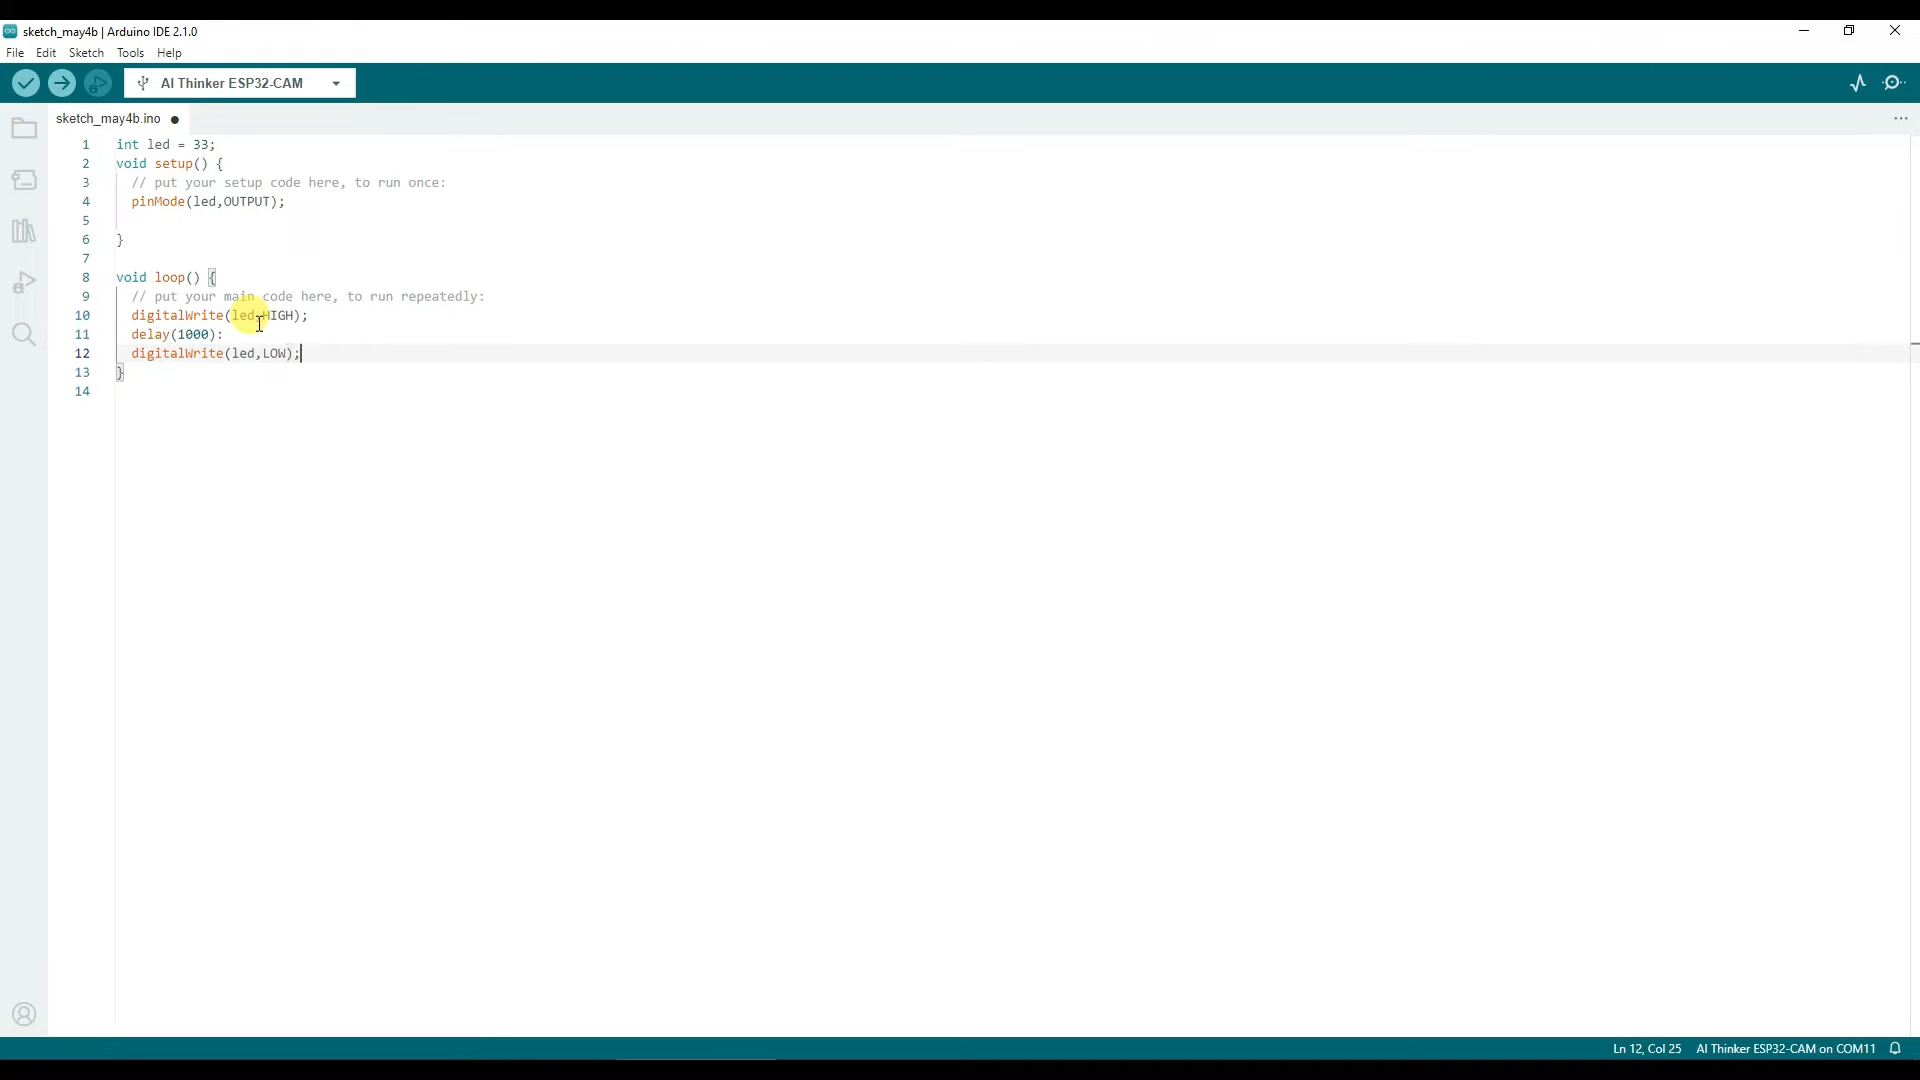 sketch_may4b | Arduino IDE 2.1.0
File Edit Sketch Tools Help
AI Thinker ESP32-CAM
sketch_may4b.ino
1 int led = 33;
2 void setup() {
3 // put your setup code here, to run once:
4 pinMode(led,OUTPUT);
5
6 }
7
8 void loop() {
9 // put your main code here, to run repeatedly:
10 digitalWrite(led,HIGH);
11 delay(1000):
12 digitalWrite(led,LOW);
13 }
14
Ln 12, Col 25 AI Thinker ESP32-CAM on COM11